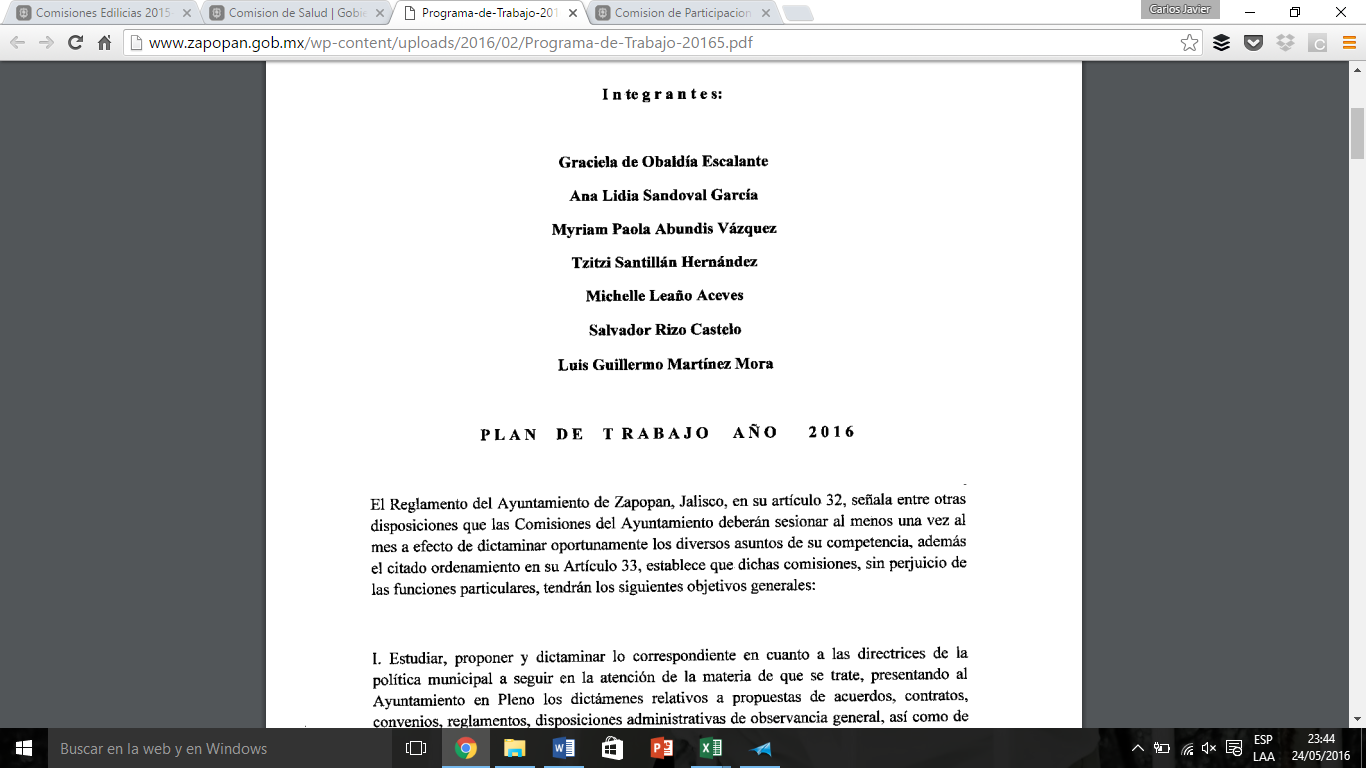 Comisiones Edilicias 2015
Comision de Salud | Gobie
Programa-de-Trabajo-201
Comision de Participacion
Carlos Javier
www.zapopan.gob.mx/wp-content/uploads/2016/02/Programa-de-Trabajo-20165.pdf
I n te g r a n t e s:
Graciela de Obaldía Escalante
Ana Lidia Sandoval García
Myriam Paola Abundis Vázquez
Tzitzi Santillán Hernández
Michelle Leaño Aceves
Salvador Rizo Castelo
Luis Guillermo Martínez Mora
P L A N D E T R A B A J O A Ñ O 2 0 1 6
El Reglamento del Ayuntamiento de Zapopan, Jalisco, en su artículo 32, señala entre otras
disposiciones que las Comisiones del Ayuntamiento deberán sesionar al menos una vez al
mes a efecto de dictaminar oportunamente los diversos asuntos de su competencia, además
el citado ordenamiento en su Artículo 33, establece que dichas comisiones, sin perjuicio de
las funciones particulares, tendrán los siguientes objetivos generales:
I. Estudiar, proponer y dictaminar lo correspondiente en cuanto a las directrices de la
política municipal a seguir en la atención de la materia de que se trate, presentando al
Ayuntamiento en Pleno los dictámenes relativos a propuestas de acuerdos, contratos,
convenios, reglamentos, disposiciones administrativas de observancia general, así como de
Buscar en la web y en Windows
ESP
LAA
23:44
24/05/2016